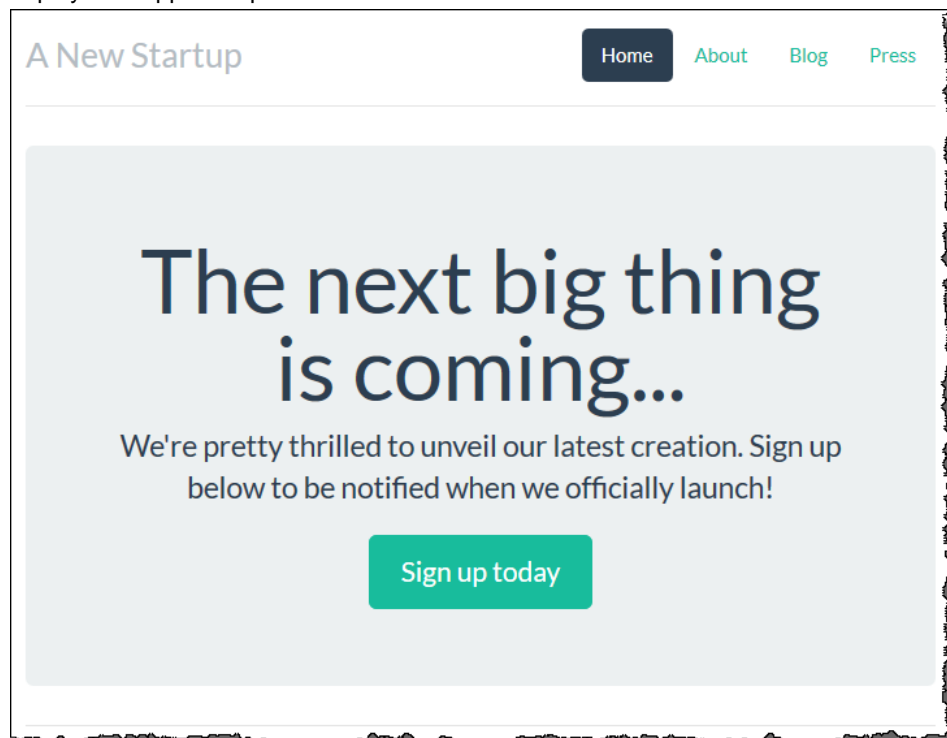 A New Startup
Home About Blog Press
The next big thing
is coming...
We're pretty thrilled to unveil our latest creation. Sign up
below to be notified when we officially launch!
Sign up today